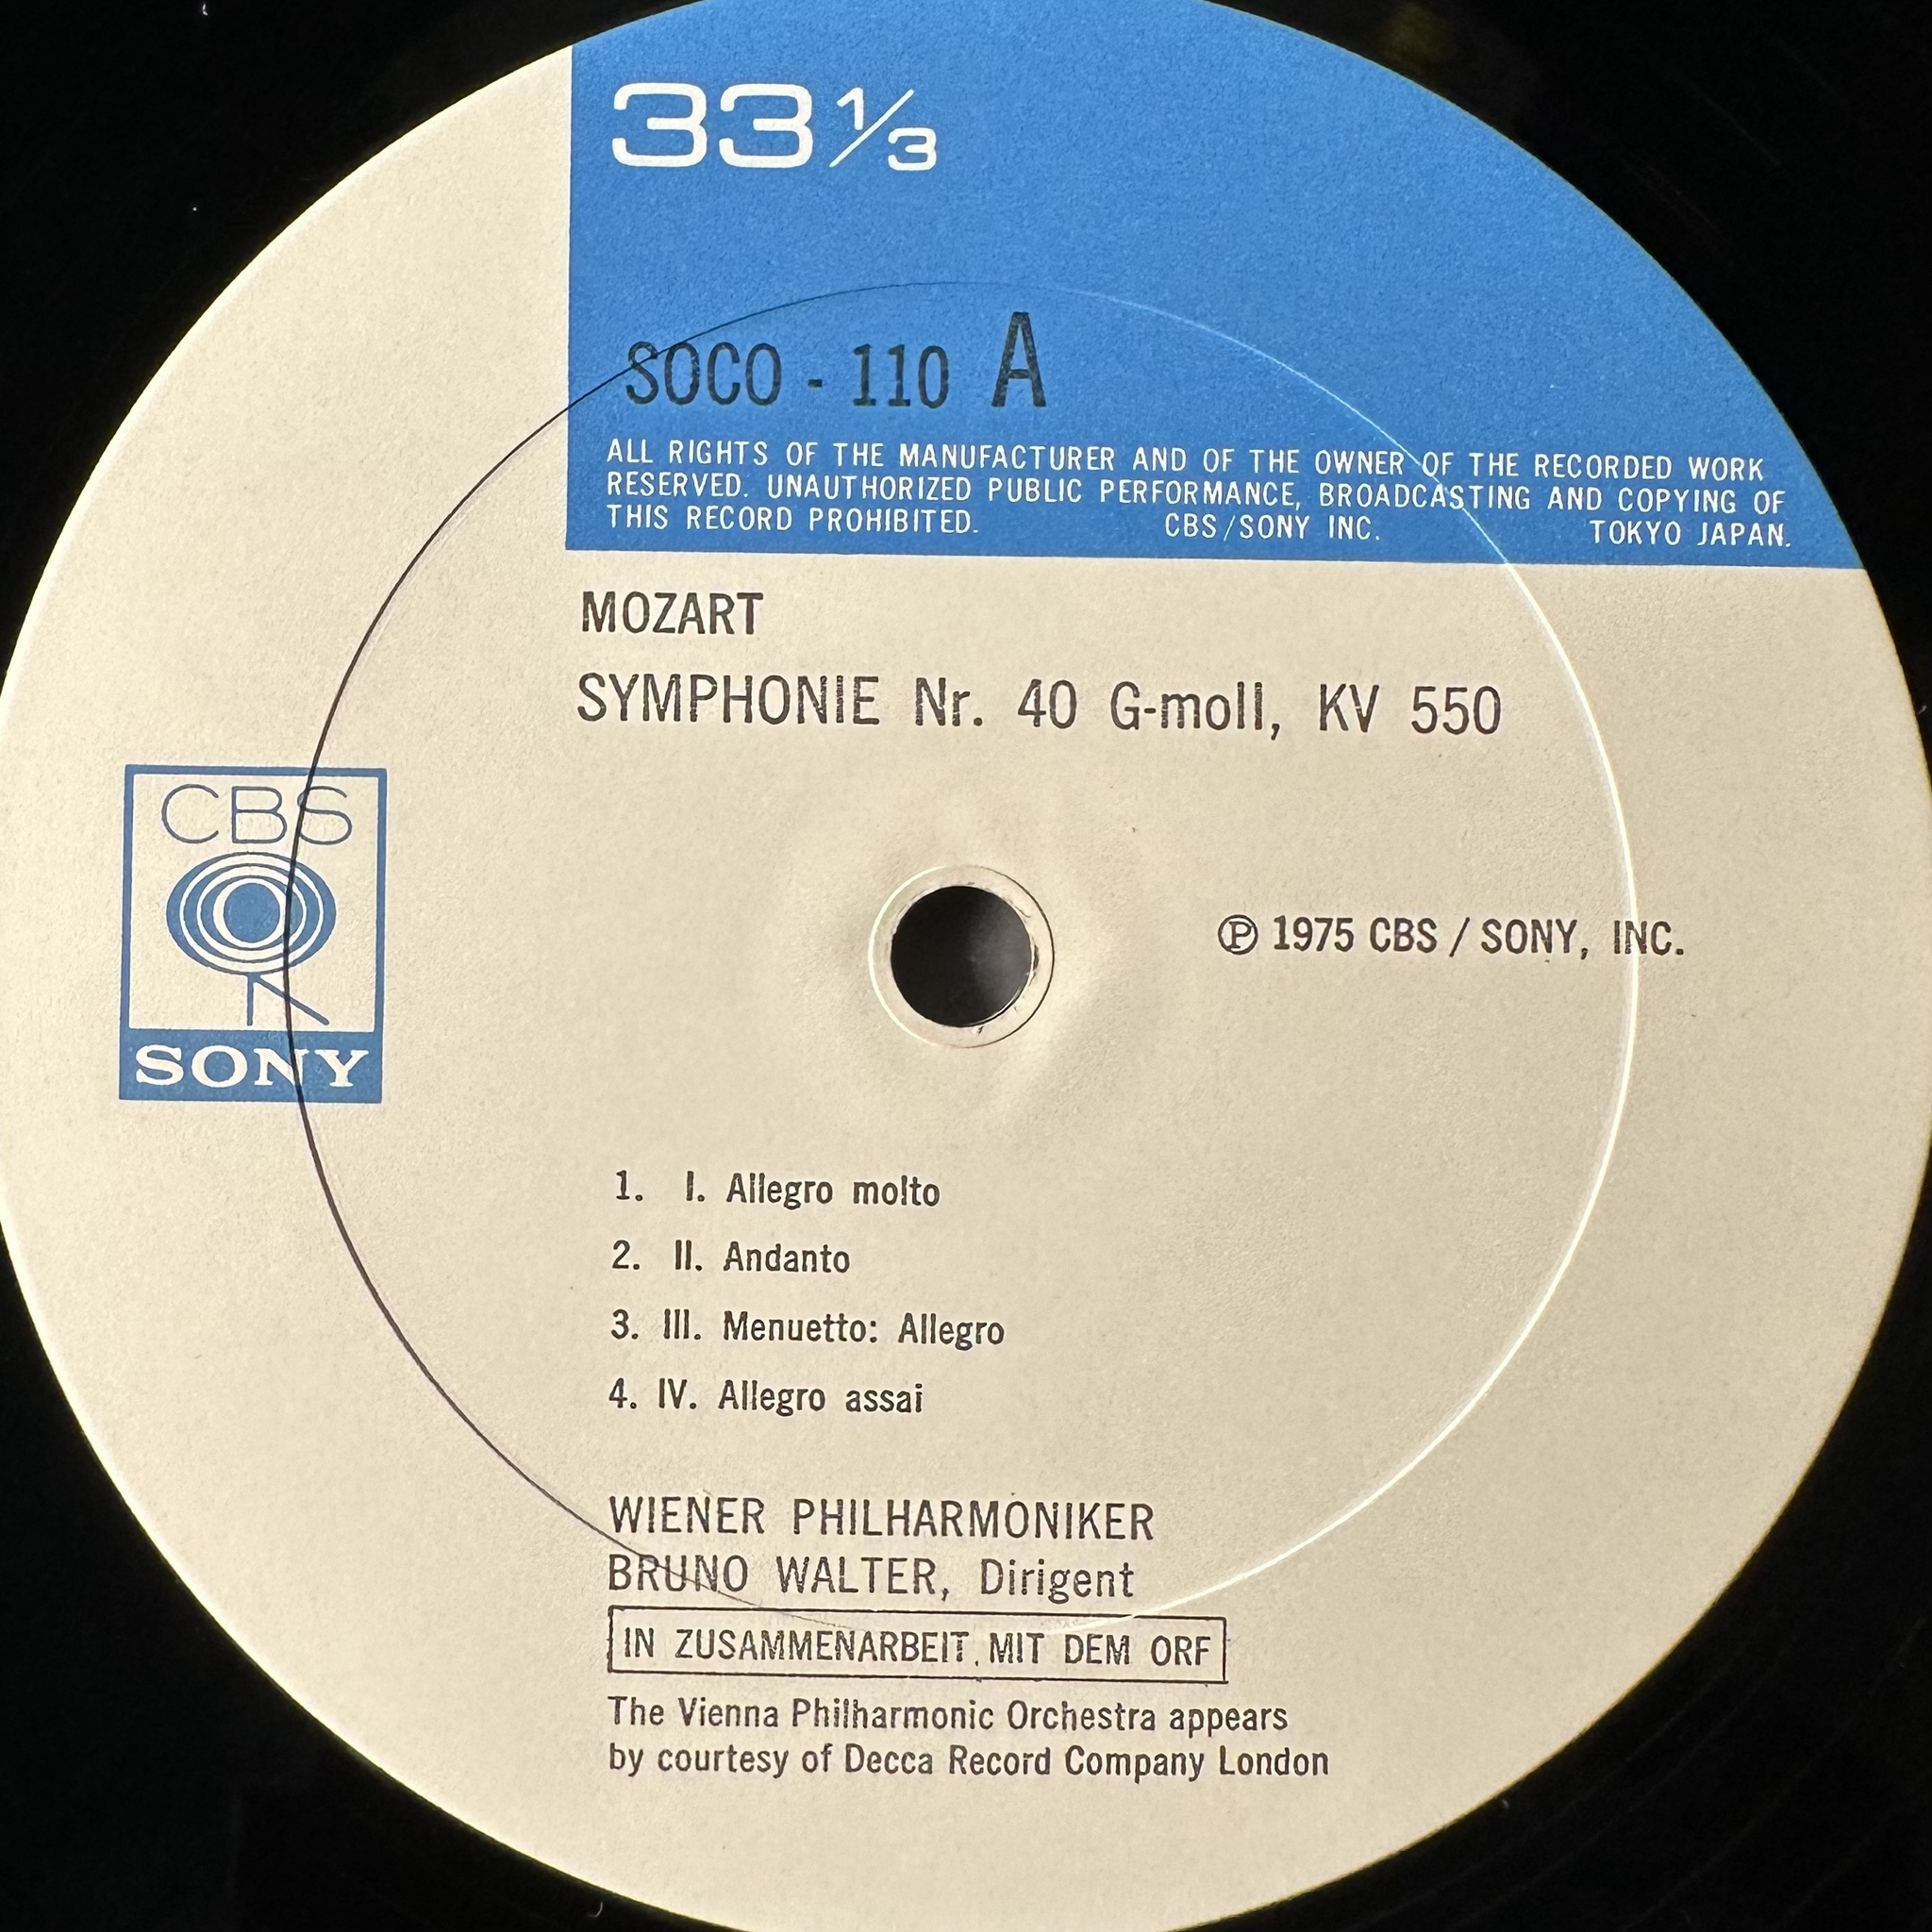 33 1/3
SOCO - 110 A
ALL RIGHTS OF THE MANUFACTURER AND OF THE OWNER OF THE RECORDED WORK
RESERVED. UNAUTHORIZED PUBLIC PERFORMANCE, BROADCASTING AND COPYING OF
THIS RECORD PROHIBITED. CBS/SONY INC. TOKYO JAPAN.
MOZART
SYMPHONIE Nr. 40 G-moll, KV 550
CBS
SONY
Ⓟ 1975 CBS / SONY, INC.
1. I. Allegro molto
2. II. Andanto
3. III. Menuetto: Allegro
4. IV. Allegro assai
WIENER PHILHARMONIKER
BRUNO WALTER, Dirigent
IN ZUSAMMENARBEIT MIT DEM ORF
The Vienna Philharmonic Orchestra appears
by courtesy of Decca Record Company London